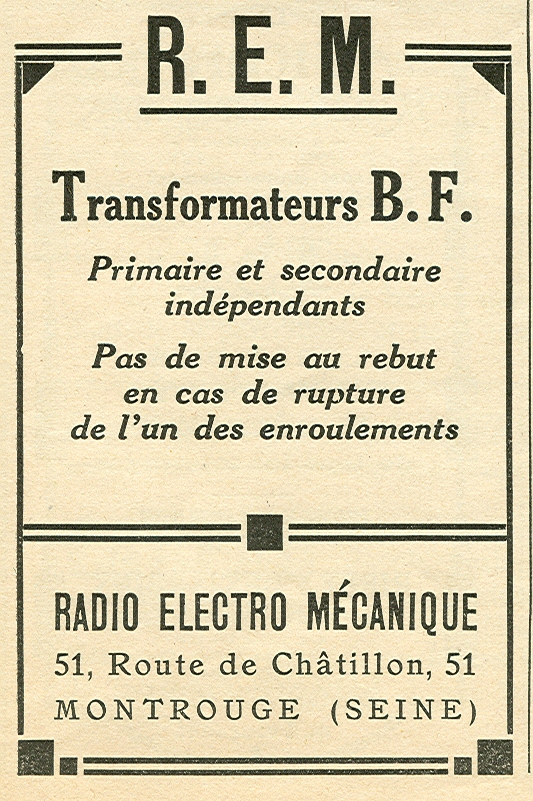 R. E. M.
Transformateurs B. F.
Primaire et secondaire
indépendants
Pas de mise au rebut
en cas de rupture
de l'un des enroulements
RADIO ELECTRO MÉCANIQUE
51, Route de Châtillon, 51
MONTROUGE (SEINE)